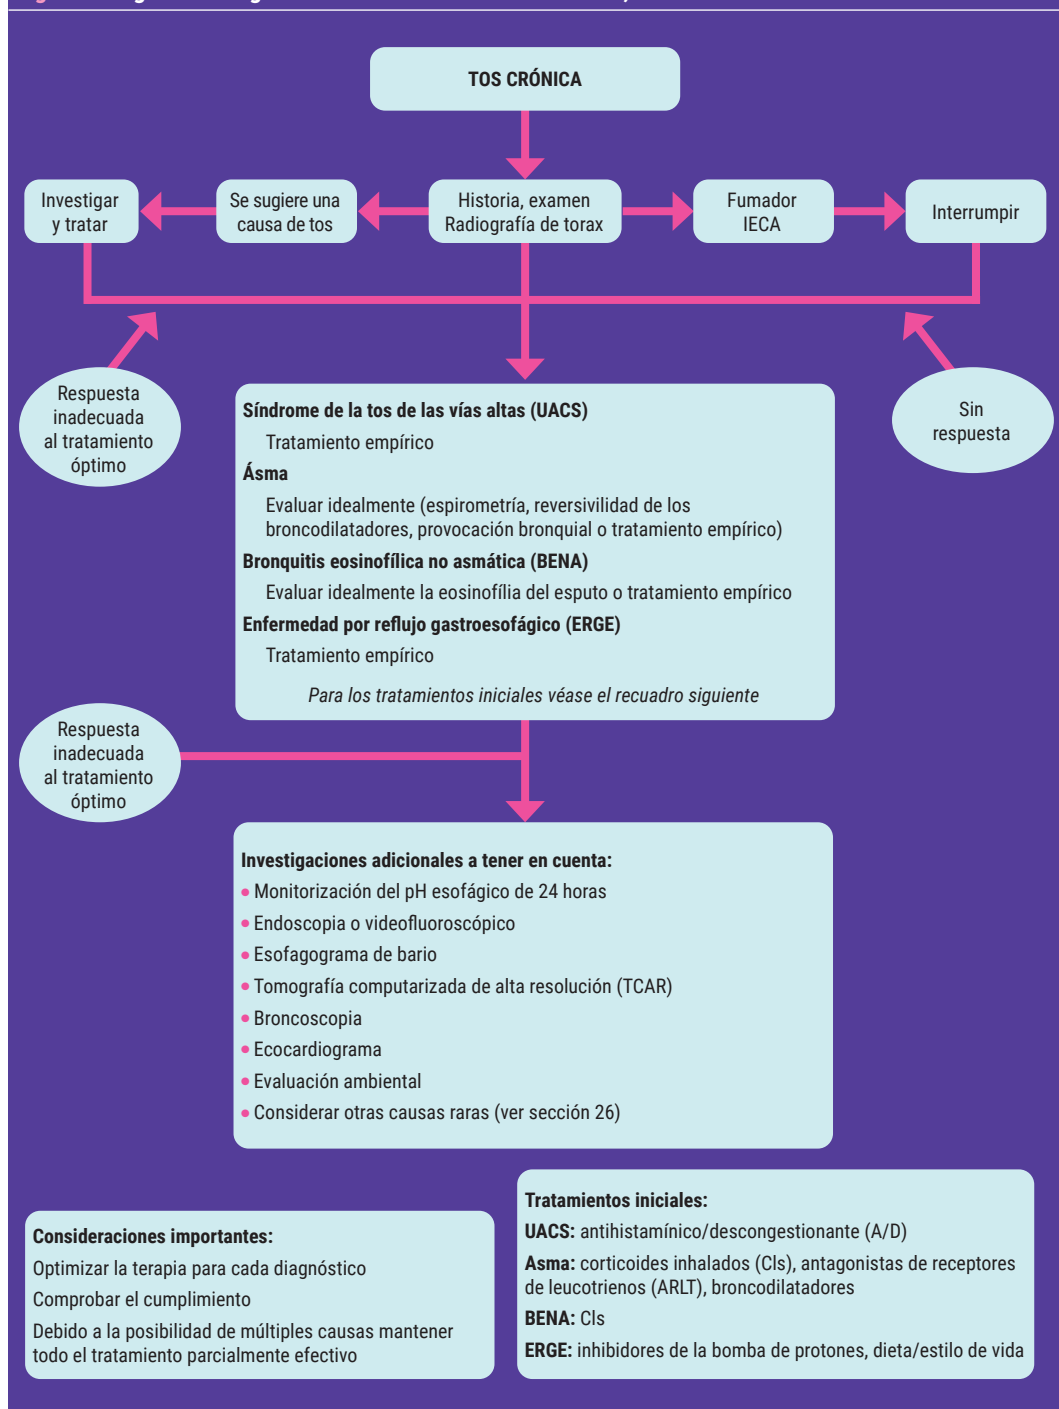 TOS CRÓNICA
Investigar
y tratar
Se sugiere una
causa de tos
Historia, examen
Radiografía de torax
Fumador
IECA
Interrumpir
Respuesta
inadecuada
al tratamiento
óptimo
Sin
respuesta
Síndrome de la tos de las vías altas (UACS)
Tratamiento empírico
Ásma
Evaluar idealmente (espirometría, reversivilidad de los
broncodilatadores, provocación bronquial o tratamiento empírico)
Bronquitis eosinofílica no asmática (BENA)
Evaluar idealmente la eosinofília del esputo o tratamiento empírico
Enfermedad por reflujo gastroesofágico (ERGE)
Tratamiento empírico
Para los tratamientos iniciales véase el recuadro siguiente
Respuesta
inadecuada
al tratamiento
óptimo
Investigaciones adicionales a tener en cuenta:
• Monitorización del pH esofágico de 24 horas
• Endoscopia o videofluoroscópico
• Esofagograma de bario
• Tomografía computarizada de alta resolución (TCAR)
• Broncoscopia
• Ecocardiograma
• Evaluación ambiental
• Considerar otras causas raras (ver sección 26)
Consideraciones importantes:
Optimizar la terapia para cada diagnóstico
Comprobar el cumplimiento
Debido a la posibilidad de múltiples causas mantener
todo el tratamiento parcialmente efectivo
Tratamientos iniciales:
UACS: antihistamínico/descongestionante (A/D)
Asma: corticoides inhalados (Cls), antagonistas de receptores
de leucotrienos (ARLT), broncodilatadores
BENA: Cls
ERGE: inhibidores de la bomba de protones, dieta/estilo de vida